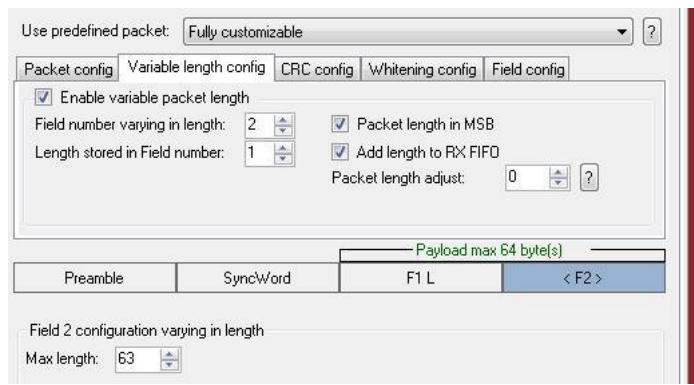 Use predefined packet: Fully customizable ?
Packet config Variable length config CRC config Whitening config Field config
Enable variable packet length
Field number varying in length: 2 Packet length in MSB
Length stored in Field number: 1 Add length to RX FIFO
Packet length adjust: 0 ?
Payload max 64 byte(s)
Preamble SyncWord F1 L < F2 >
Field 2 configuration varying in length
Max length: 63